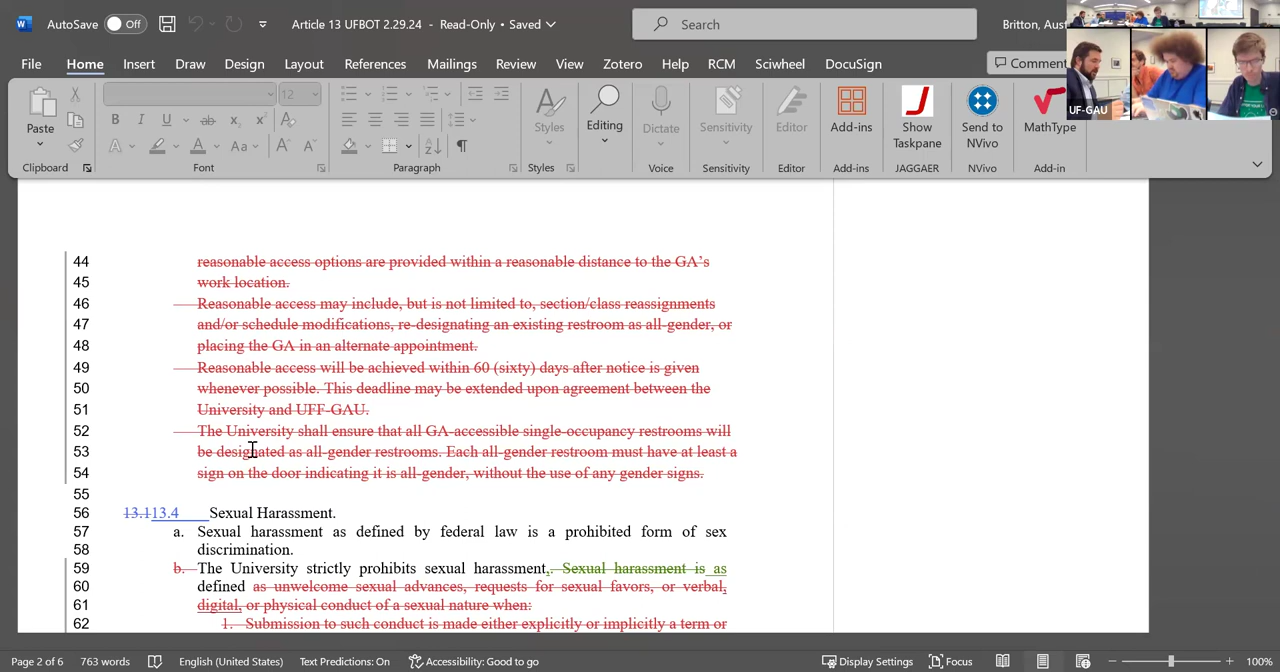 AutoSave Off Article 13 UFBOT 2.29.24 - Read-Only • Saved Search Britton, Aust
File Home Insert Draw Design Layout References Mailings Review View Zotero Help RCM Sciwheel DocuSign Comment
UF-GAU
12
Paste Styles Editing Dictate Sensitivity Editor Add-ins Show Taskpane Send to NVivo MathType
Clipboard Font Paragraph Styles Voice Sensitivity Editor Add-ins JAGGAER NVivo Add-in
44 reasonable access options are provided within a reasonable distance to the GA's
45 work location.
46 Reasonable access may include, but is not limited to, section/class reassignments
47 and/or schedule modifications, re-designating an existing restroom as all-gender, or
48 placing the GA in an alternate appointment.
49 Reasonable access will be achieved within 60 (sixty) days after notice is given
50 whenever possible. This deadline may be extended upon agreement between the
51 University and UFF-GAU.
52 The University shall ensure that all GA-accessible single-occupancy restrooms will
53 be designated as all-gender restrooms. Each all-gender restroom must have at least a
54 sign on the door indicating it is all-gender, without the use of any gender signs.
55
56 13.113.4 Sexual Harassment.
57 a. Sexual harassment as defined by federal law is a prohibited form of sex
58 discrimination.
59 b. The University strictly prohibits sexual harassment,. Sexual harassment is as
60 defined as unwelcome sexual advances, requests for sexual favors, or verbal,
61 digital, or physical conduct of a sexual nature when:
62 1. Submission to such conduct is made either explicitly or implicitly a term or
Page 2 of 6 763 words English (United States) Text Predictions: On Accessibility: Good to go Display Settings Focus 100%